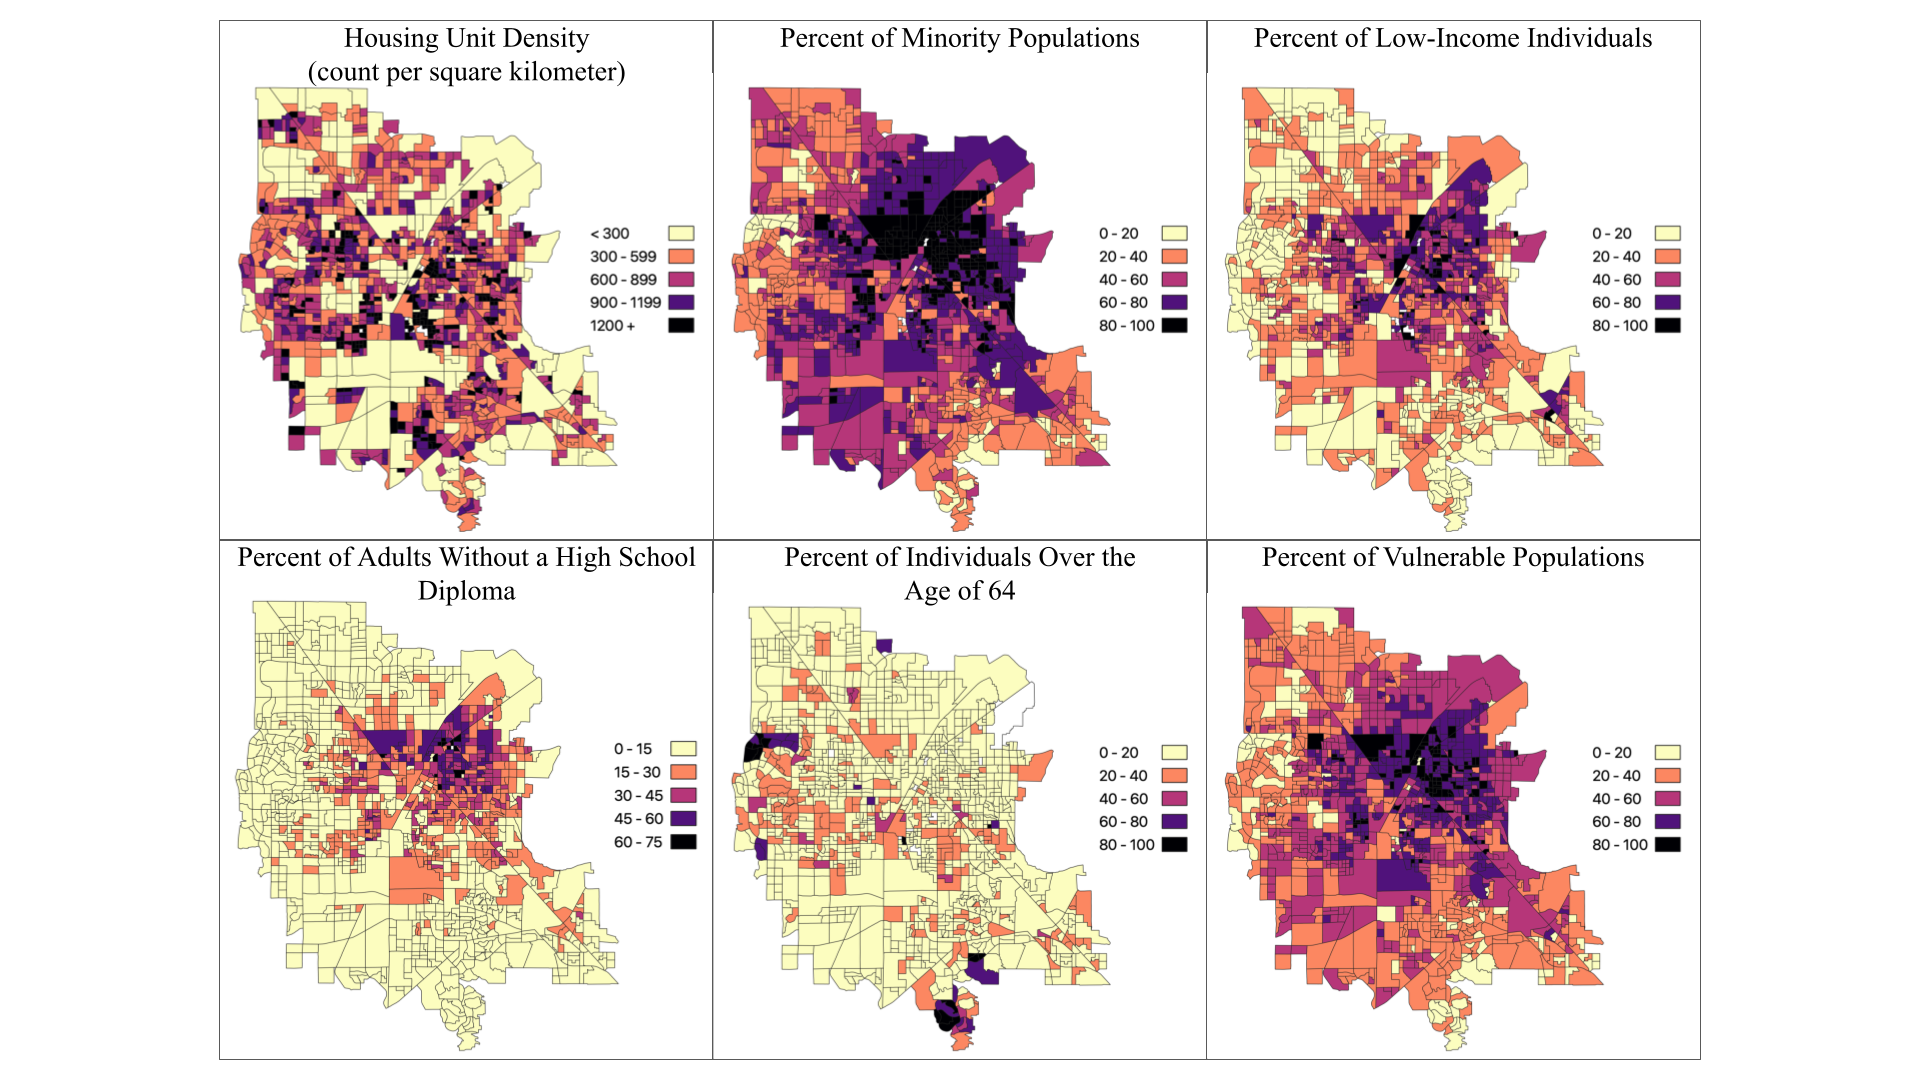 Housing Unit Density
(count per square kilometer)
< 300
300 - 599
600 - 899
900 - 1199
1200 +
Percent of Minority Populations
0 - 20
20 - 40
40 - 60
60 - 80
80 - 100
Percent of Low-Income Individuals
0 - 20
20 - 40
40 - 60
60 - 80
80 - 100
Percent of Adults Without a High School
Diploma
0 - 15
15 - 30
30 - 45
45 - 60
60 - 75
Percent of Individuals Over the
Age of 64
0 - 20
20 - 40
40 - 60
60 - 80
80 - 100
Percent of Vulnerable Populations
0 - 20
20 - 40
40 - 60
60 - 80
80 - 100